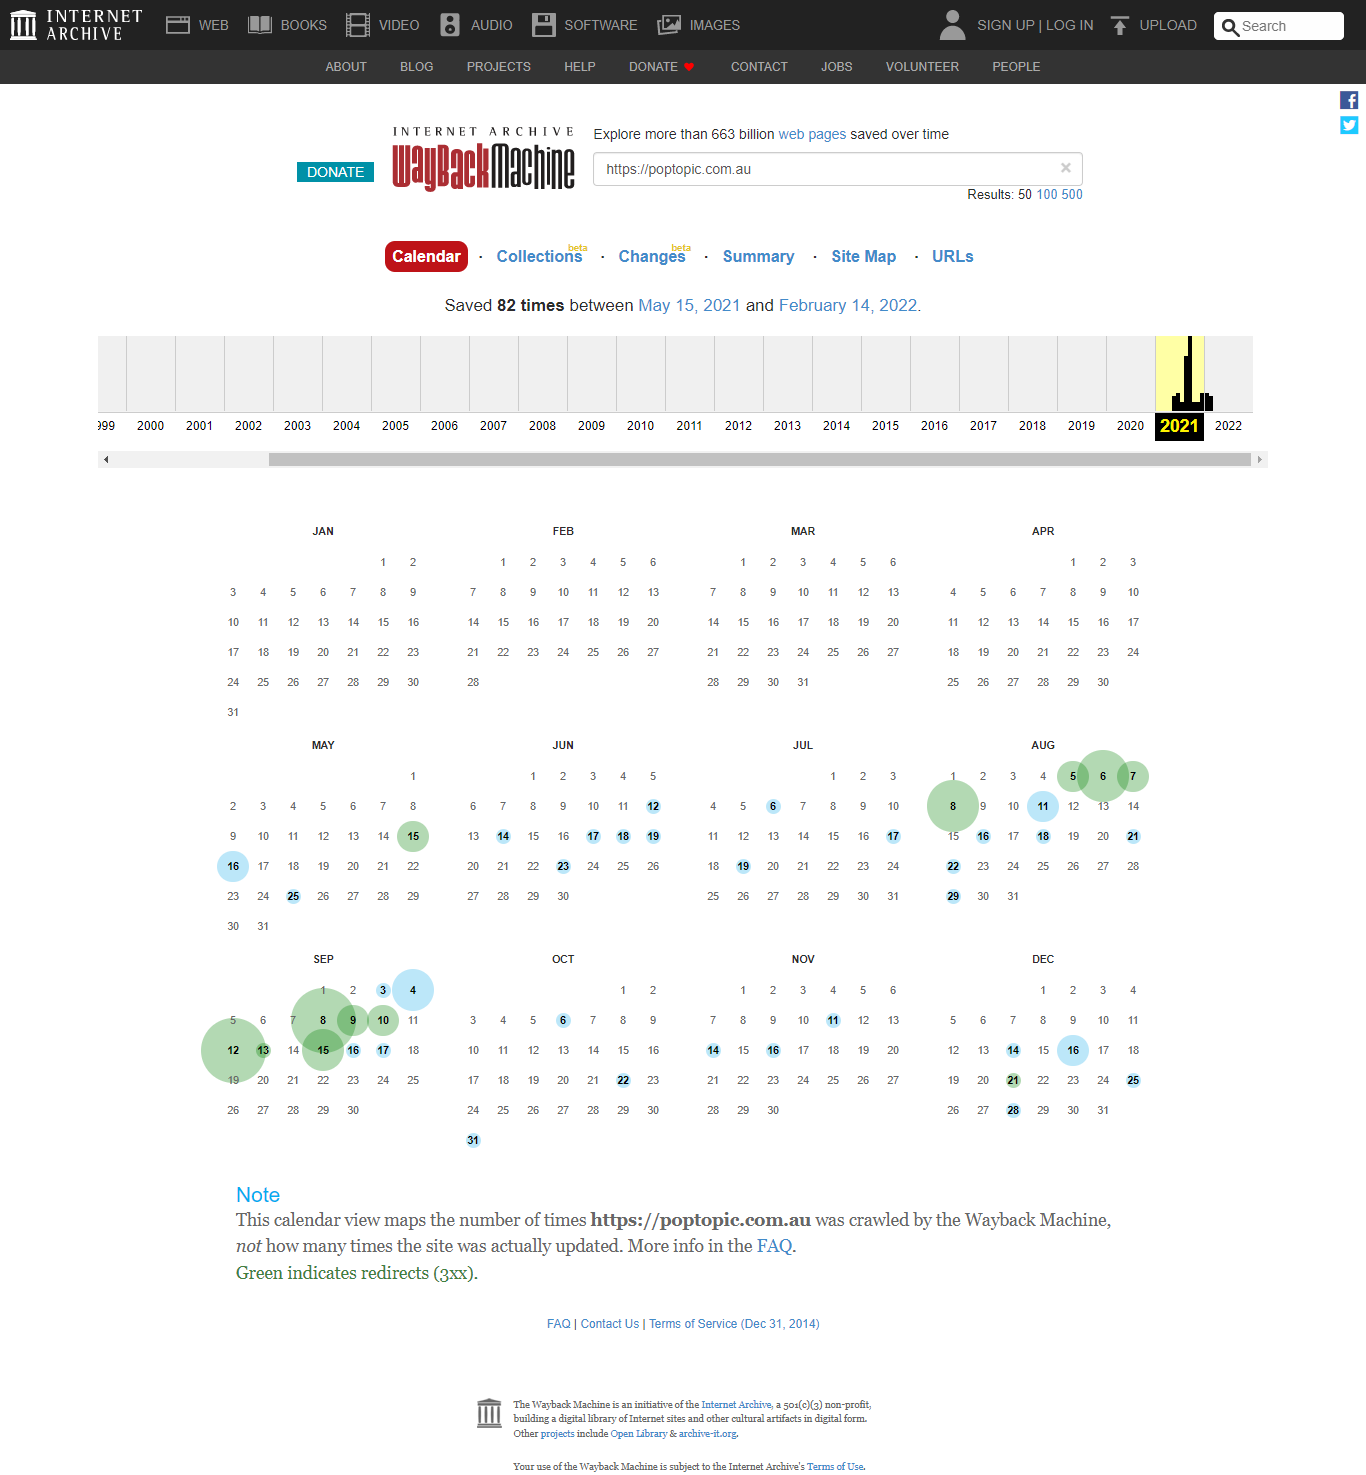 INTERNET ARCHIVE WEB BOOKS VIDEO AUDIO SOFTWARE IMAGES SIGN UP | LOG IN UPLOAD Search
ABOUT BLOG PROJECTS HELP DONATE CONTACT JOBS VOLUNTEER PEOPLE
DONATE
INTERNET ARCHIVE
WayBackMachine
Explore more than 663 billion web pages saved over time
https://poptopic.com.au ×
Results: 50 100 500
Calendar · Collections beta · Changes beta · Summary · Site Map · URLs
Saved 82 times between May 15, 2021 and February 14, 2022.
999 2000 2001 2002 2003 2004 2005 2006 2007 2008 2009 2010 2011 2012 2013 2014 2015 2016 2017 2018 2019 2020 2021 2022
JAN FEB MAR APR
1 2 1 2 3 4 5 6 1 2 3 4 5 6 1 2 3
3 4 5 6 7 8 9 7 8 9 10 11 12 13 7 8 9 10 11 12 13 4 5 6 7 8 9 10
10 11 12 13 14 15 16 14 15 16 17 18 19 20 14 15 16 17 18 19 20 11 12 13 14 15 16 17
17 18 19 20 21 22 23 21 22 23 24 25 26 27 21 22 23 24 25 26 27 18 19 20 21 22 23 24
24 25 26 27 28 29 30 28 28 29 30 31 25 26 27 28 29 30
31
MAY JUN JUL AUG
1 1 2 3 4 5 1 2 3 1 2 3 4 5 6 7
2 3 4 5 6 7 8 6 7 8 9 10 11 12 4 5 6 7 8 9 10 8 9 10 11 12 13 14
9 10 11 12 13 14 15 13 14 15 16 17 18 19 11 12 13 14 15 16 17 15 16 17 18 19 20 21
16 17 18 19 20 21 22 20 21 22 23 24 25 26 18 19 20 21 22 23 24 22 23 24 25 26 27 28
23 24 25 26 27 28 29 27 28 29 30 25 26 27 28 29 30 31 29 30 31
30 31
SEP OCT NOV DEC
1 2 3 4 1 2 1 2 3 4 5 6 1 2 3 4
5 6 7 8 9 10 11 3 4 5 6 7 8 9 7 8 9 10 11 12 13 5 6 7 8 9 10 11
12 13 14 15 16 17 18 10 11 12 13 14 15 16 14 15 16 17 18 19 20 12 13 14 15 16 17 18
19 20 21 22 23 24 25 17 18 19 20 21 22 23 21 22 23 24 25 26 27 19 20 21 22 23 24 25
26 27 28 29 30 24 25 26 27 28 29 30 28 29 30 26 27 28 29 30 31
31
Note
This calendar view maps the number of times https://poptopic.com.au was crawled by the Wayback Machine,
not how many times the site was actually updated. More info in the FAQ.
Green indicates redirects (3xx).
FAQ | Contact Us | Terms of Service (Dec 31, 2014)
The Wayback Machine is an initiative of the Internet Archive, a 501(c)(3) non-profit,
building a digital library of Internet sites and other cultural artifacts in digital form.
Other projects include Open Library & archive-it.org.
Your use of the Wayback Machine is subject to the Internet Archive's Terms of Use.